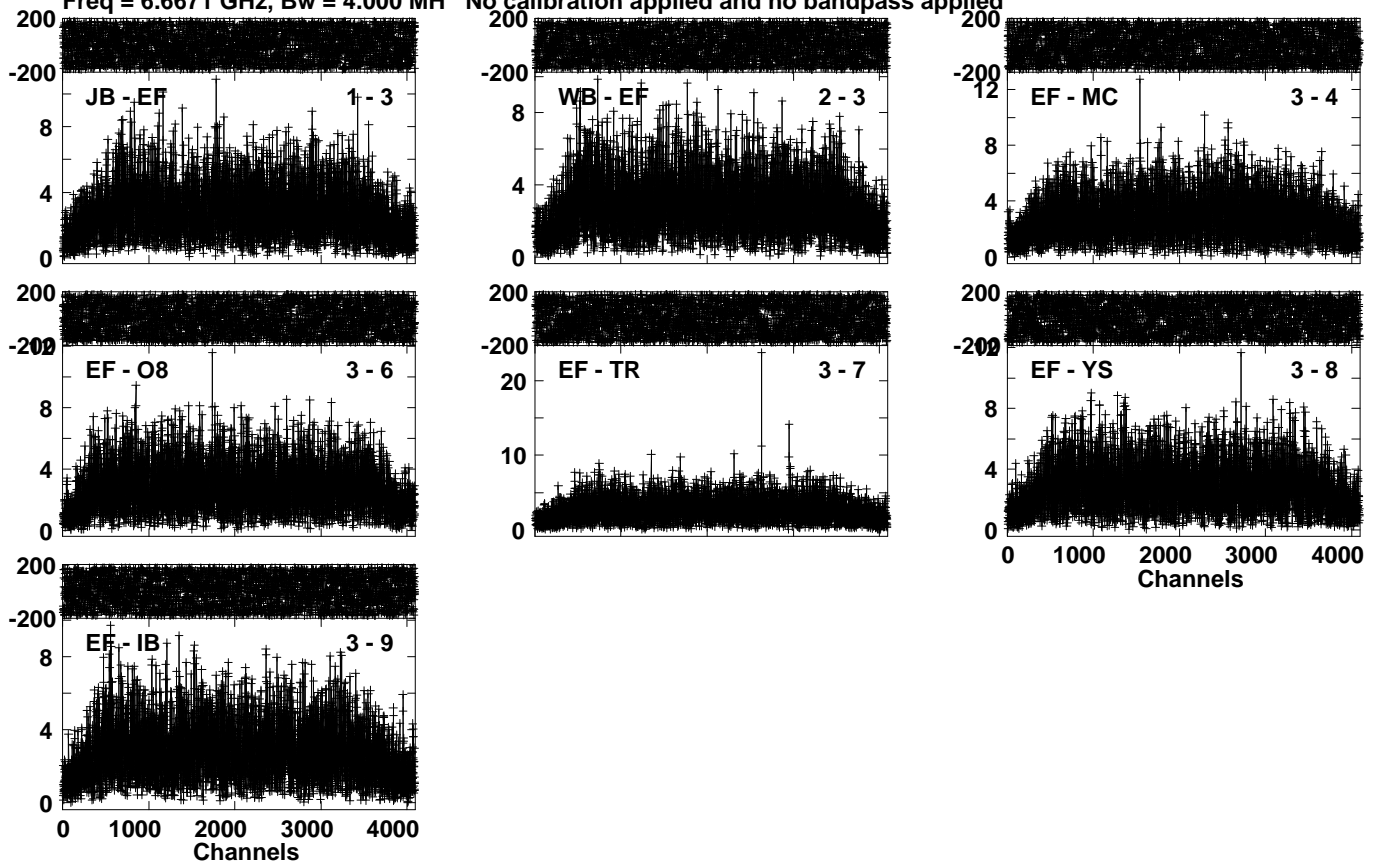 Freq = 6.6671 GHz, Bw = 4.000 MH No calibration applied and no bandpass applied
200 200 200
-200 -200 -200
JB - EF 1 - 3 WB - EF 2 - 3 12 EF - MC 3 - 4
8 8 8
4 4 4
0 0 0
200 200 200
-200 12 -200 -200 12
EF - O8 3 - 6 EF - TR 3 - 7 EF - YS 3 - 8
8 20 8
4 10 4
0 0 0
0 1000 2000 3000 4000
Channels
200
-200
EF - IB 3 - 9
8
4
0
0 1000 2000 3000 4000
Channels